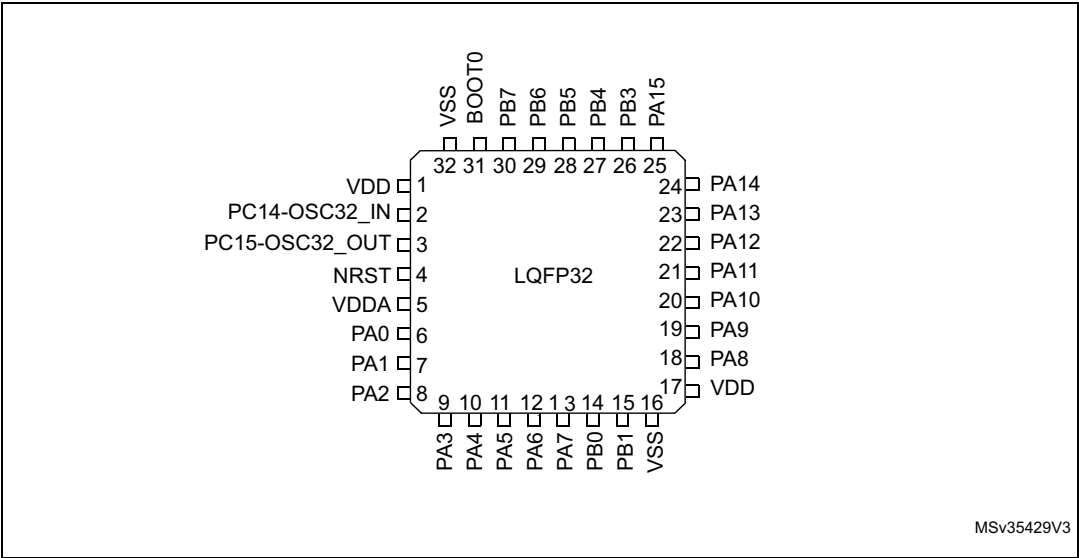 VSS
BOOT0
PB7
PB6
PB5
PB4
PB3
PA15
32 31 30 29 28 27 26 25
VDD 1
PC14-OSC32_IN 2
PC15-OSC32_OUT 3
NRST 4
VDDA 5
PA0 6
PA1 7
PA2 8
LQFP32
24 PA14
23 PA13
22 PA12
21 PA11
20 PA10
19 PA9
18 PA8
17 VDD
9 10 11 12 13 14 15 16
PA3
PA4
PA5
PA6
PA7
PB0
PB1
VSS
MSv35429V3